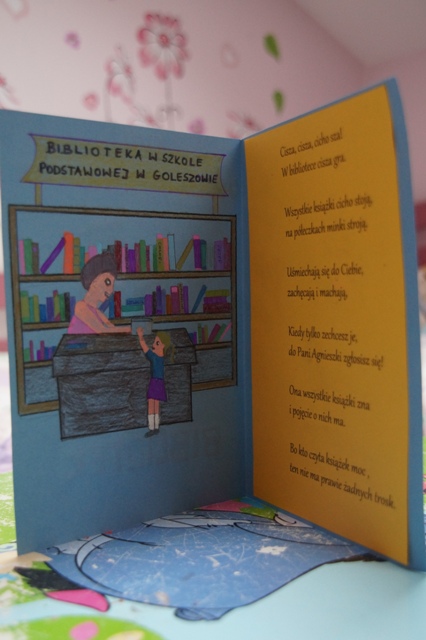 BIBLIOTEKA W SZKOLE
PODSTAWOWEJ W GOLESZOWIE
Cisza, cisza, cicho sza!
W bibliotece cisza gra.
Wszystkie książki cicho stoją,
na półeczkach minki stroją.
Uśmiechają się do Ciebie,
zachęcają i machają,
Kiedy tylko zechcesz je,
do Pani Agnieszki zgłosisz się!
Ona wszystkie książki zna
i pojęcie o nich ma.
Bo kto czyta książek moc ,
ten nie ma prawie żadnych trosk.